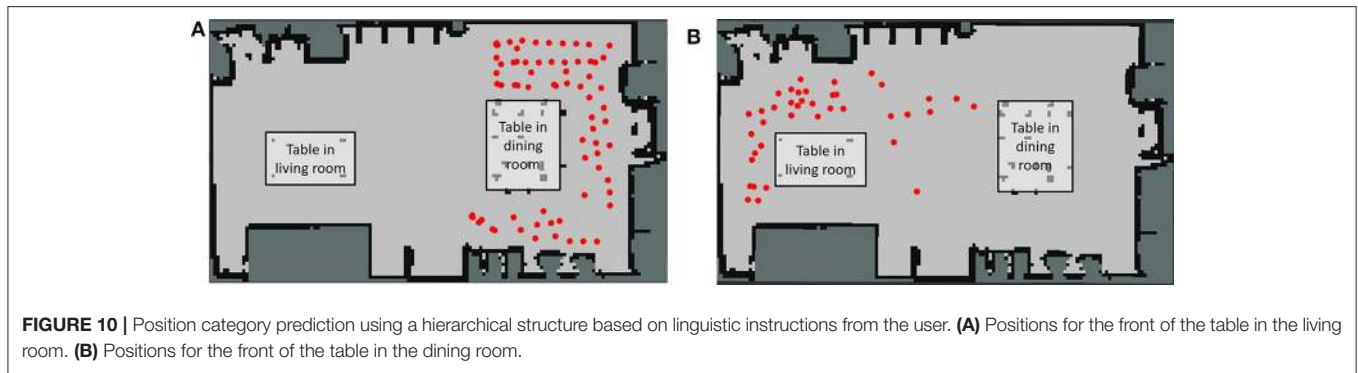 A
B
Table in
living room
Table in
dining
room
Table in
living room
Table in
dining
room
FIGURE 10 | Position category prediction using a hierarchical structure based on linguistic instructions from the user. (A) Positions for the front of the table in the living
room. (B) Positions for the front of the table in the dining room.